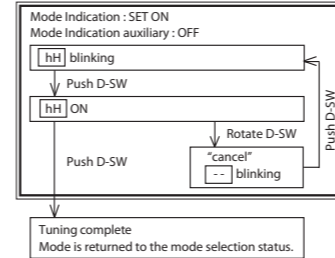 Mode Indication : SET ON
Mode Indication auxiliary : OFF
hH blinking
Push D-SW
hH ON
Rotate D-SW
Push D-SW
Push D-SW
"cancel"
-- blinking
Tuning complete
Mode is returned to the mode selection status.